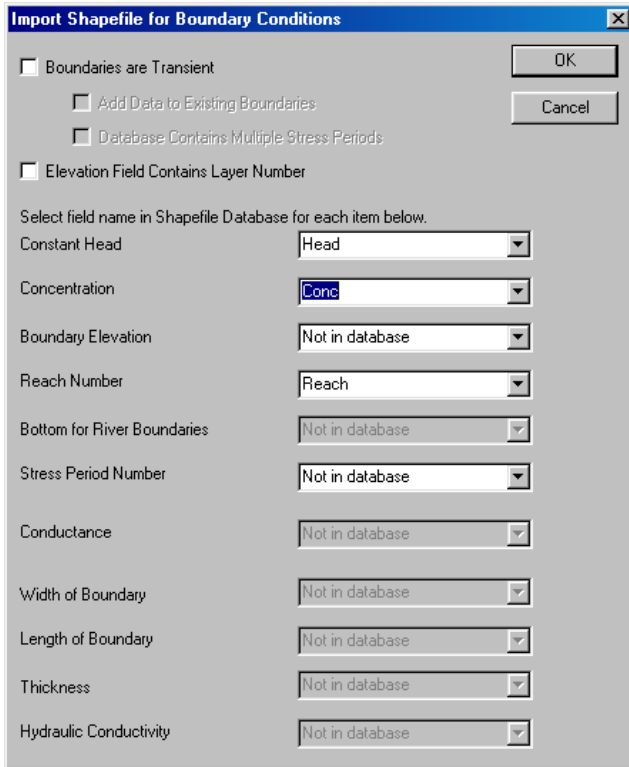 Import Shapefile for Boundary Conditions
Boundaries are Transient
OK
Add Data to Existing Boundaries
Cancel
Database Contains Multiple Stress Periods
Elevation Field Contains Layer Number
Select field name in Shapefile Database for each item below.
Constant Head Head
Concentration Conc
Boundary Elevation Not in database
Reach Number Reach
Bottom for River Boundaries Not in database
Stress Period Number Not in database
Conductance Not in database
Width of Boundary Not in database
Length of Boundary Not in database
Thickness Not in database
Hydraulic Conductivity Not in database